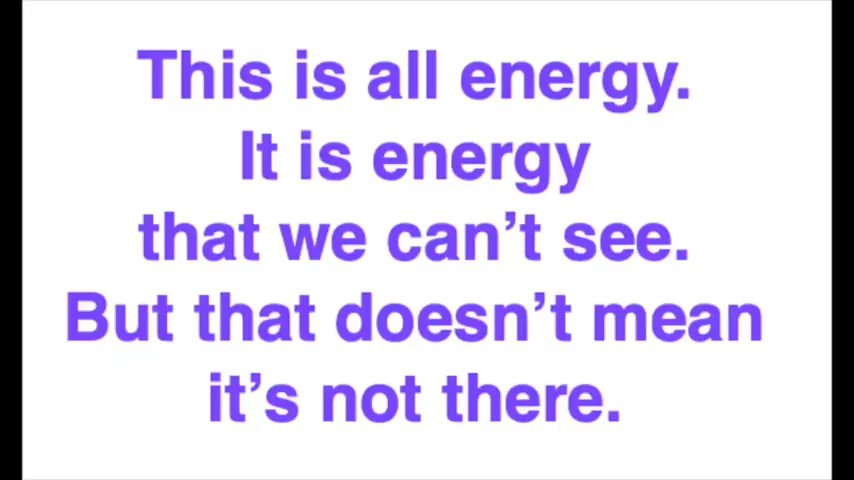 This is all energy.
It is energy
that we can’t see.
But that doesn’t mean
it’s not there.